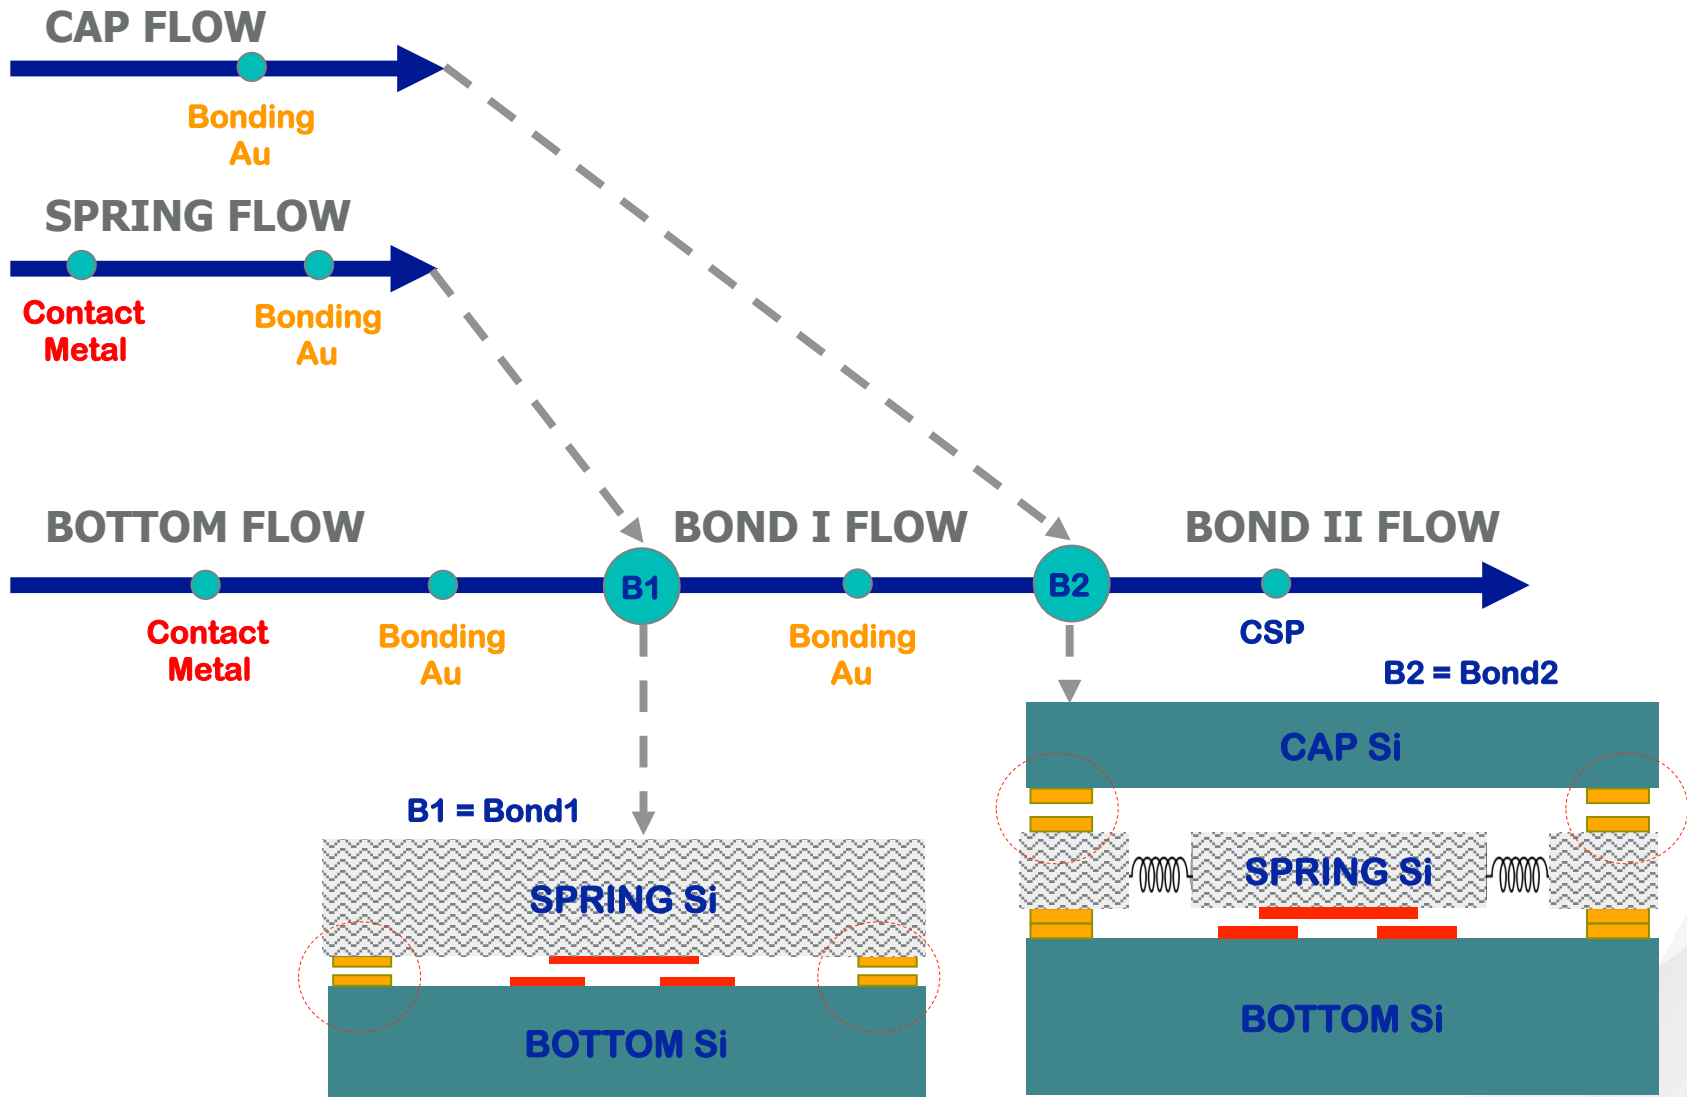 CAP FLOW
Bonding
Au
SPRING FLOW
Contact
Metal
Bonding
Au
BOTTOM FLOW
BOND I FLOW
BOND II FLOW
B1
B2
Contact
Metal
Bonding
Au
Bonding
Au
CSP
B2 = Bond2
CAP Si
B1 = Bond1
SPRING Si
SPRING Si
BOTTOM Si
BOTTOM Si